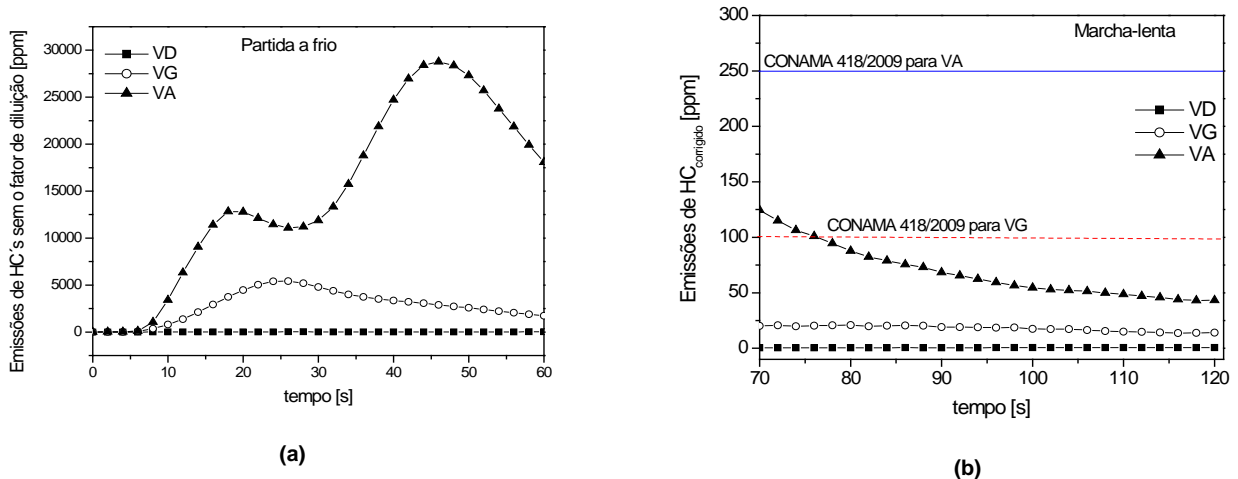 Partida a frio
VD
VG
VA
Emissões de HC´s sem o fator de diluição [ppm]
30000
25000
20000
15000
10000
5000
0
0 10 20 30 40 50 60
tempo [s]
(a)
Marcha-lenta
CONAMA 418/2009 para VA
VD
VG
VA
CONAMA 418/2009 para VG
Emissões de HC corrigido [ppm]
300
250
200
150
100
50
0
70 80 90 100 110 120
tempo [s]
(b)